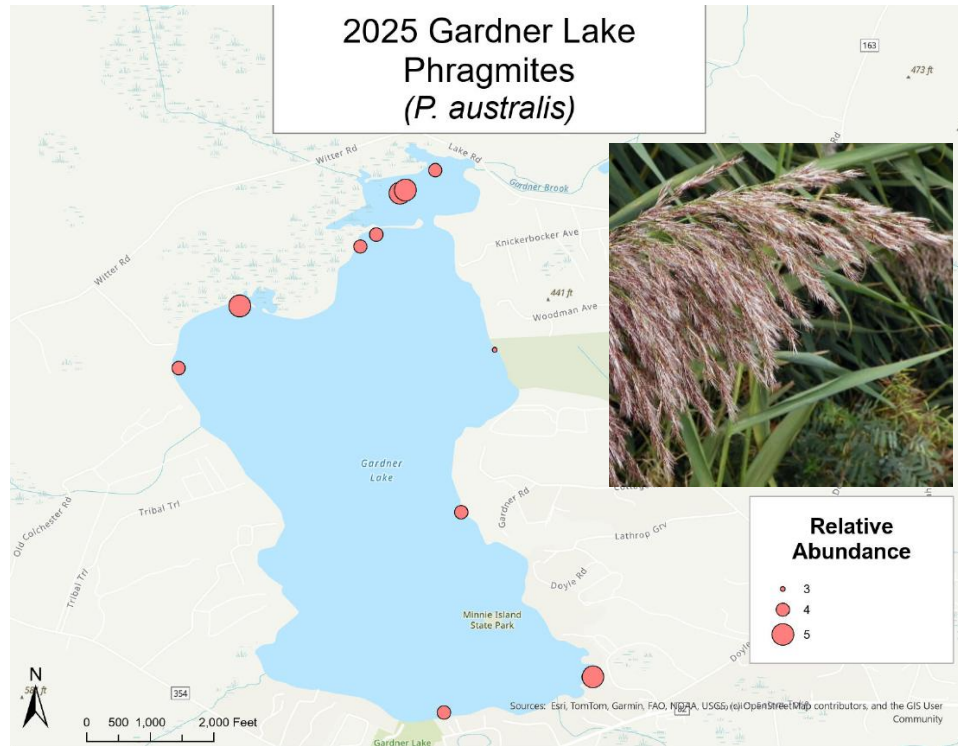 2025 Gardner Lake
Phragmites
(P. australis)
163
473 ft
Witter Rd
Lake Rd
Gardner Brook
Knickerbocker Ave
Witter Rd
441 ft
Woodman Ave
Gardner
Lake
Gardner Rd
Old Colchester Rd
Tribal Trl
Lathrop Grv
Tribal Trl
Doyle Rd
Minnie Island
State Park
Relative
Abundance
3
4
5
N
354
0 500 1,000 2,000 Feet
Gardner Lake
82
Sources: Esri, TomTom, Garmin, FAO, NOAA, USGS, (c) OpenStreetMap contributors, and the GIS User
Community